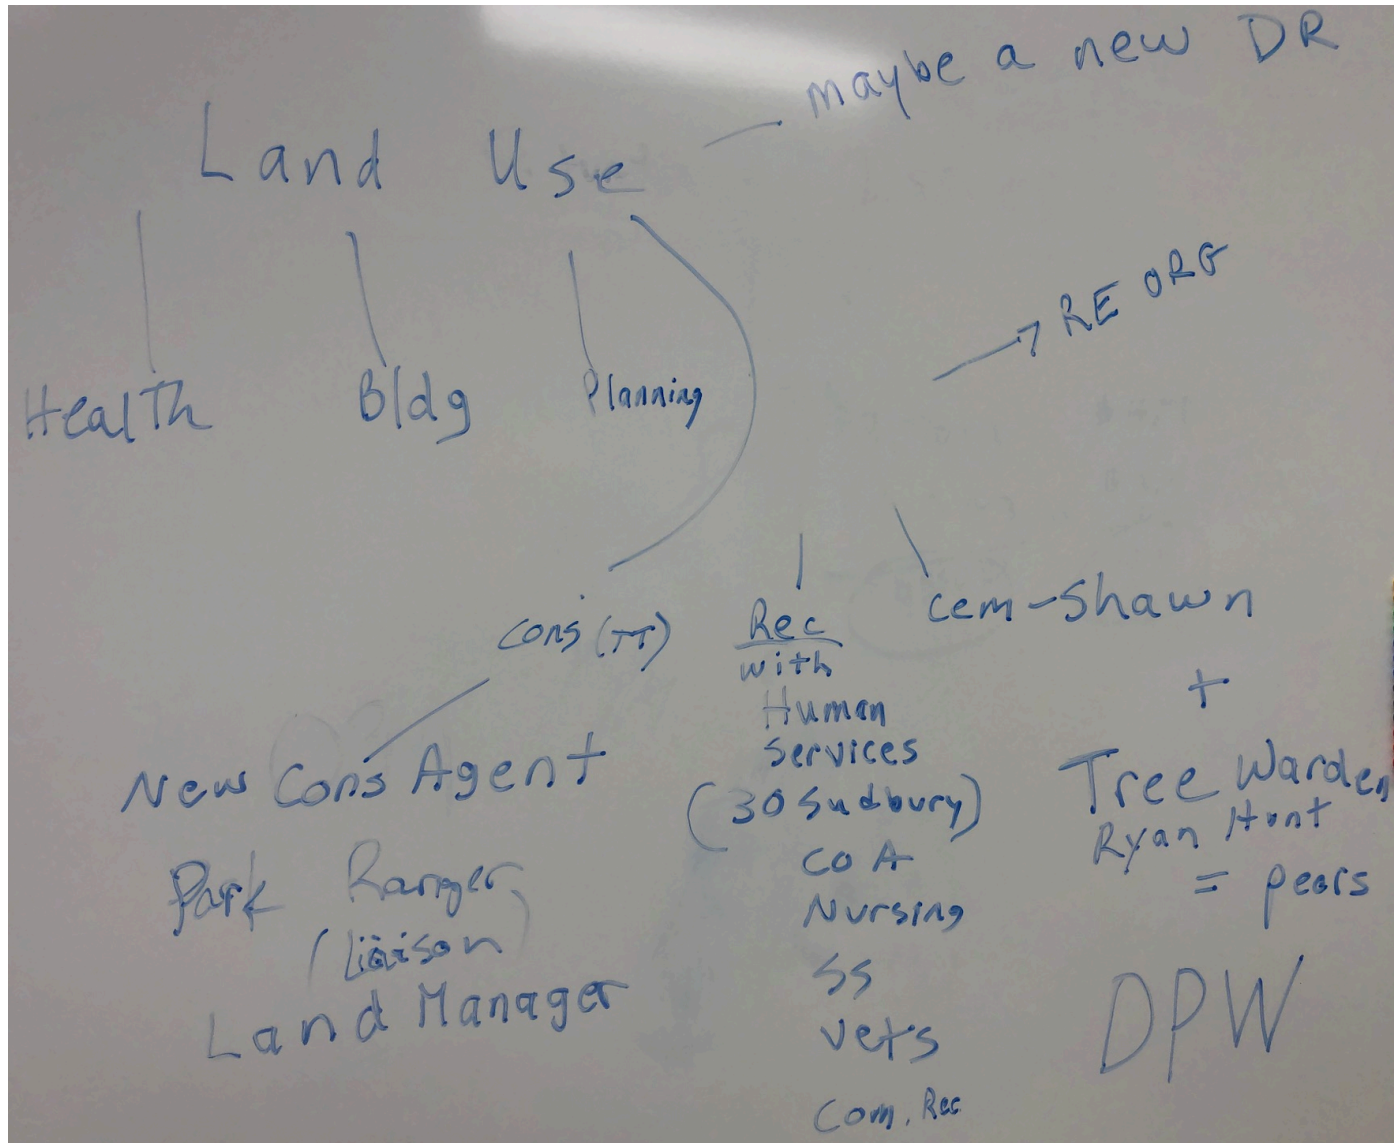 maybe a new DR
Land Use
RE ORG
Health Bldg Planning
Cons (TT)
Rec
with
Human
Services
(30 Sudbury)
COA
Nursing
SS
Vets
Com. Rec
cem-Shawn
+
Tree Warden
Ryan Hunt
= pears
DPW
New Cons Agent
Park Ranger
(liaison)
Land Manager